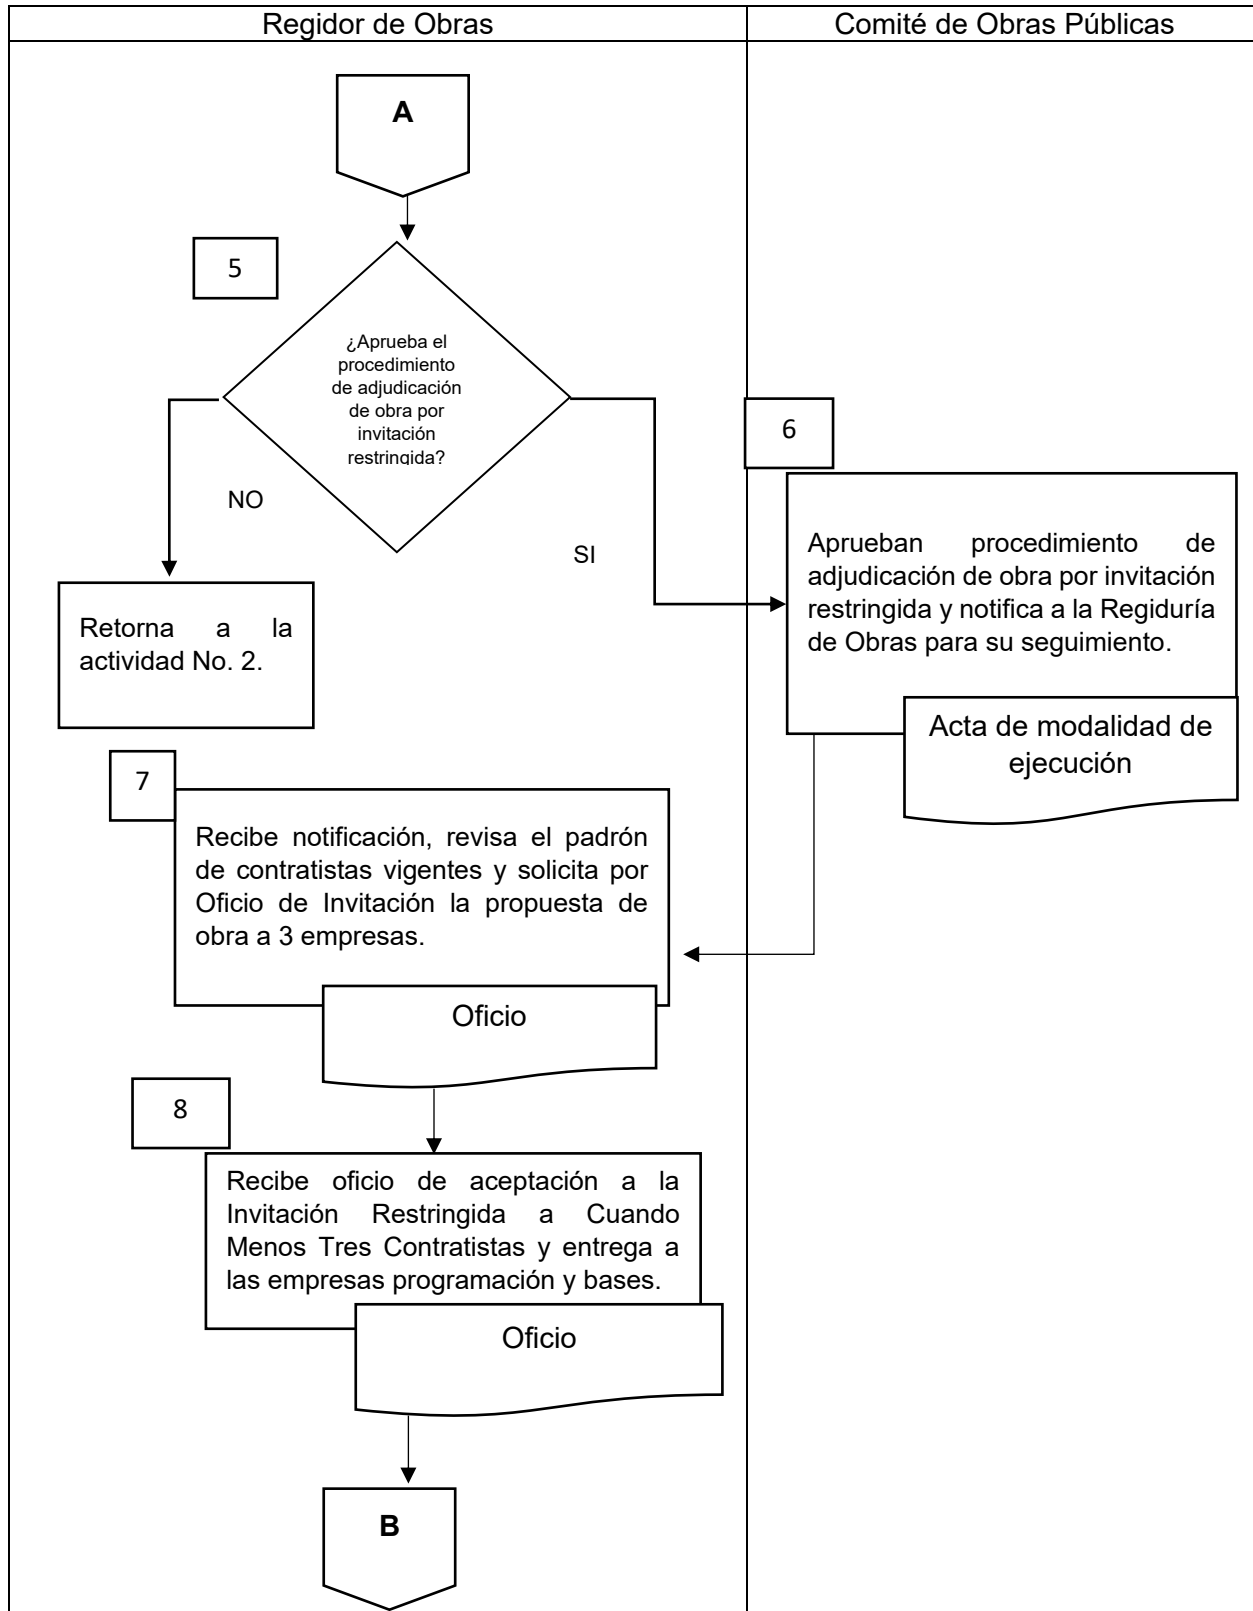 Regidor de Obras
Comité de Obras Públicas
A
5
¿Aprueba el
procedimiento
de adjudicación
de obra por
invitación
restringida?
NO
SI
6
Aprueban procedimiento de
adjudicación de obra por invitación
restringida y notifica a la Regiduría
de Obras para su seguimiento.
Acta de modalidad de
ejecución
Retorna a la
actividad No. 2.
7
Recibe notificación, revisa el padrón
de contratistas vigentes y solicita por
Oficio de Invitación la propuesta de
obra a 3 empresas.
Oficio
8
Recibe oficio de aceptación a la
Invitación Restringida a Cuando
Menos Tres Contratistas y entrega a
las empresas programación y bases.
Oficio
B